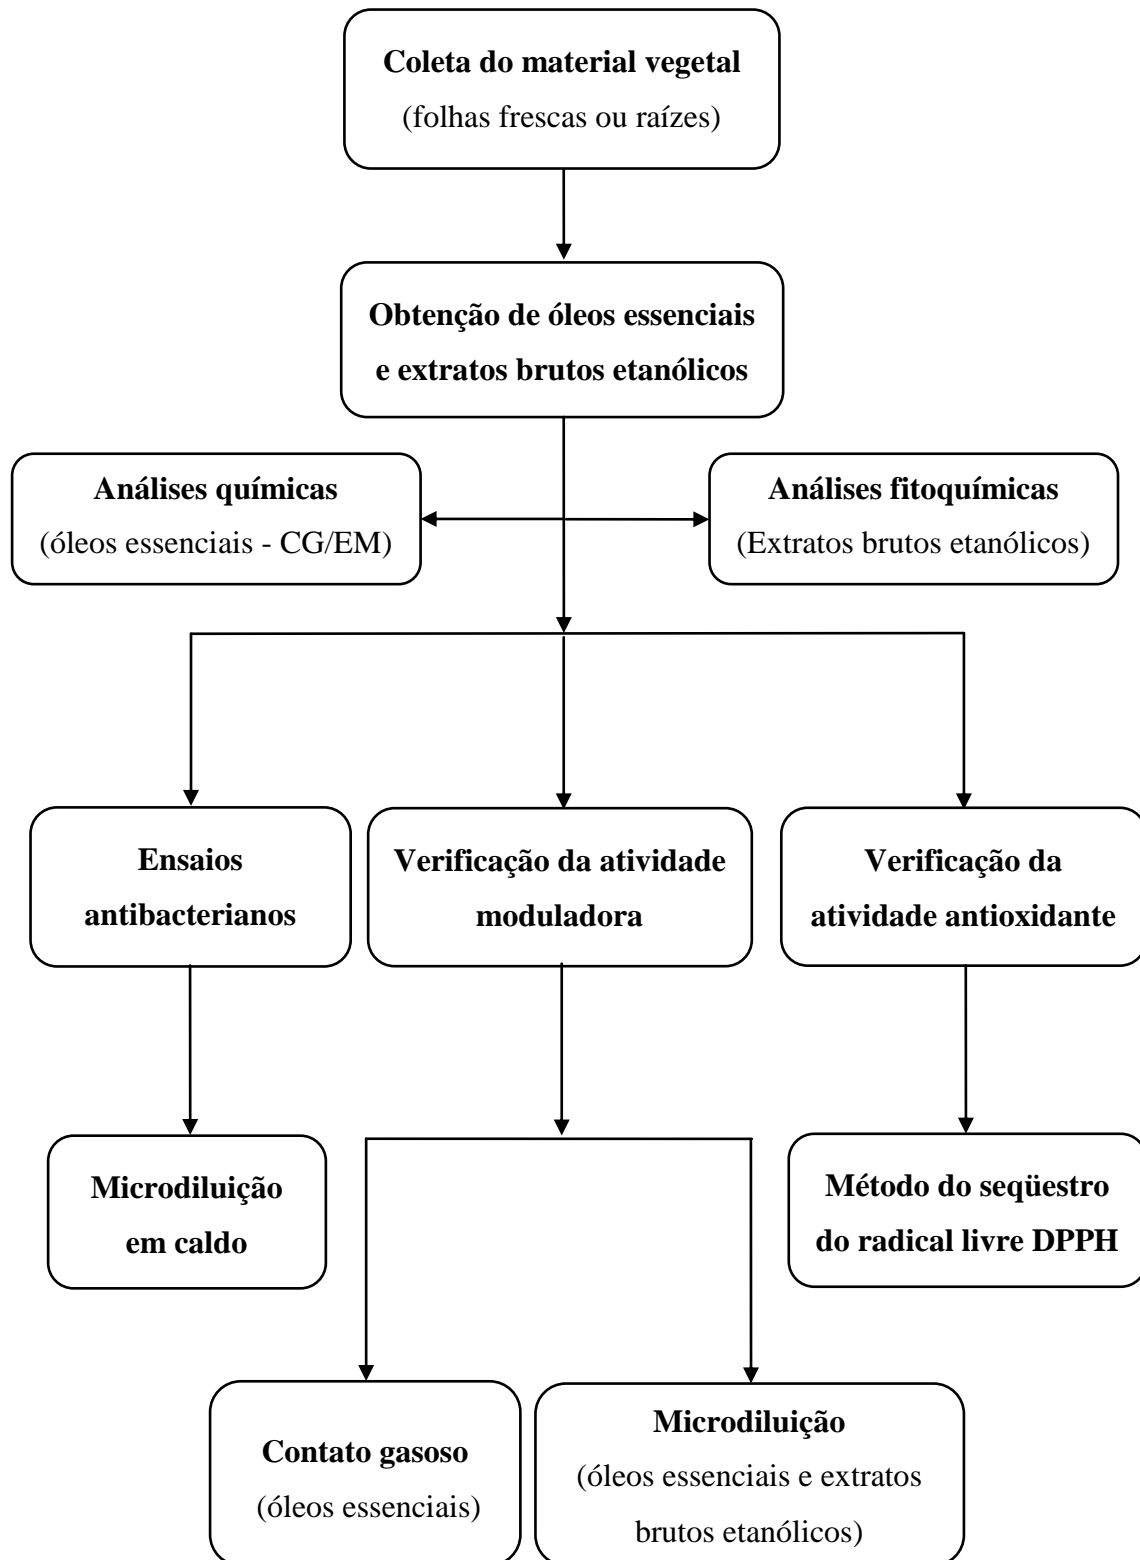 Coleta do material vegetal
(folhas frescas ou raízes)
Obtenção de óleos essenciais
e extratos brutos etanólicos
Análises químicas
(óleos essenciais - CG/EM)
Análises fitoquímicas
(Extratos brutos etanólicos)
Ensaios
antibacterianos
Verificação da atividade
moduladora
Verificação da
atividade antioxidante
Microdiluição
em caldo
Método do seqüestro
do radical livre DPPH
Contato gasoso
(óleos essenciais)
Microdiluição
(óleos essenciais e extratos
brutos etanólicos)